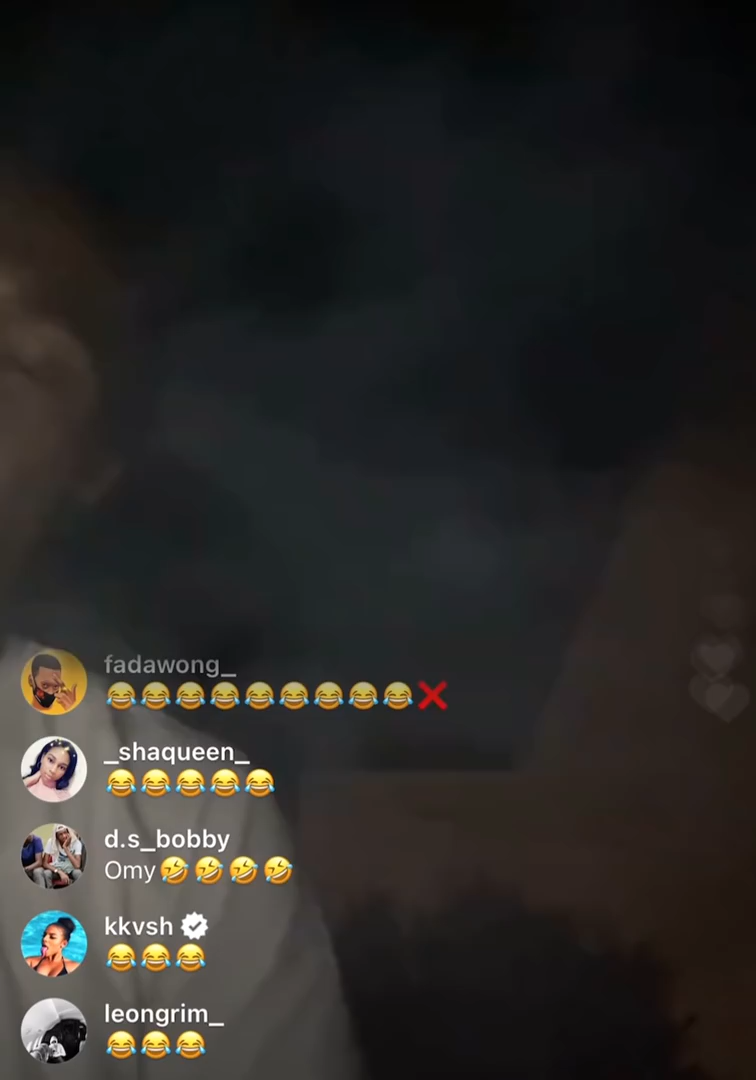 fadawong_
😂😂😂😂😂😂😂😂😂❌
_shaqueen_
😂😂😂😂😂
d.s_bobby
Omy🤣🤣🤣🤣
kkvsh
😂😂😂
leongrim_
😂😂😂